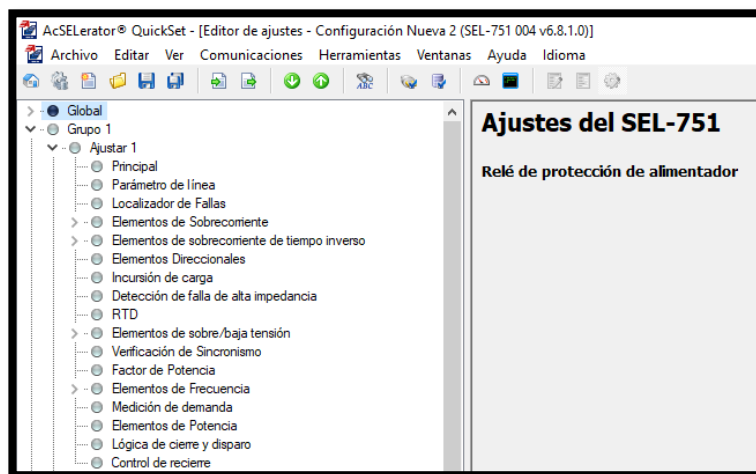 AcSELerator® QuickSet - [Editor de ajustes - Configuración Nueva 2 (SEL-751 004 v6.8.1.0)]
Archivo Editar Ver Comunicaciones Herramientas Ventanas Ayuda Idioma
ABC
Global
Grupo 1
Ajustar 1
Principal
Parámetro de línea
Localizador de Fallas
Elementos de Sobrecorriente
Elementos de sobrecorriente de tiempo inverso
Elementos Direccionales
Incursión de carga
Detección de falla de alta impedancia
RTD
Elementos de sobre/baja tensión
Verificación de Sincronismo
Factor de Potencia
Elementos de Frecuencia
Medición de demanda
Elementos de Potencia
Lógica de cierre y disparo
Control de recierre
Ajustes del SEL-751
Relé de protección de alimentador